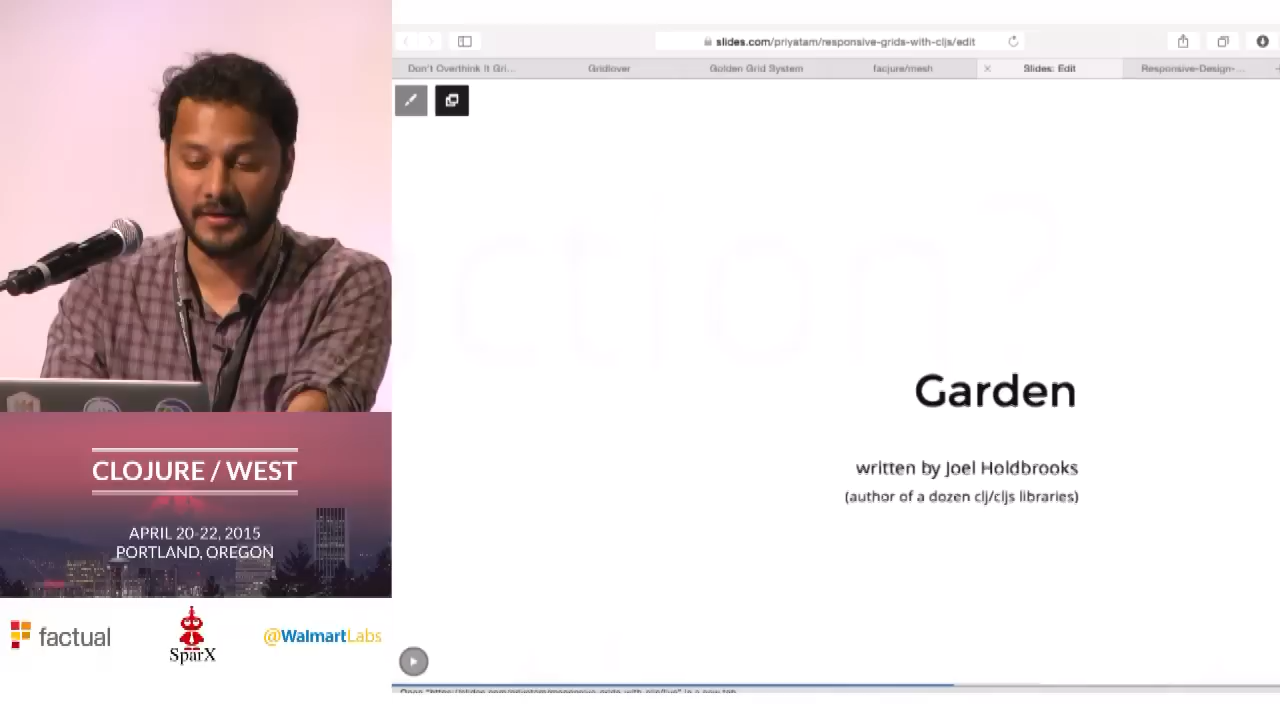 slides.com/priyatam/responsive-grids-with-cljs/edit
Don't Overthink It Gri...
Gridlover
Golden Grid System
facjure/mesh
Slides: Edit
Responsive-Design-...
ction?
Garden
written by Joel Holdbrooks
(author of a dozen clj/cljs libraries)
CLOJURE / WEST
APRIL 20-22, 2015
PORTLAND, OREGON
factual
SparX
@WalmartLabs